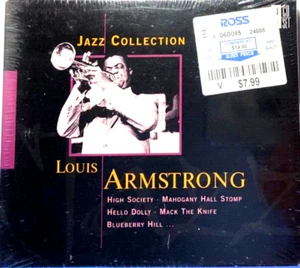 JAZZ COLLECTION
ROSS
V $7.99
LOUIS ARMSTRONG
HIGH SOCIETY · MAHOGANY HALL STOMP
HELLO DOLLY · MACK THE KNIFE
BLUEBERRY HILL ...